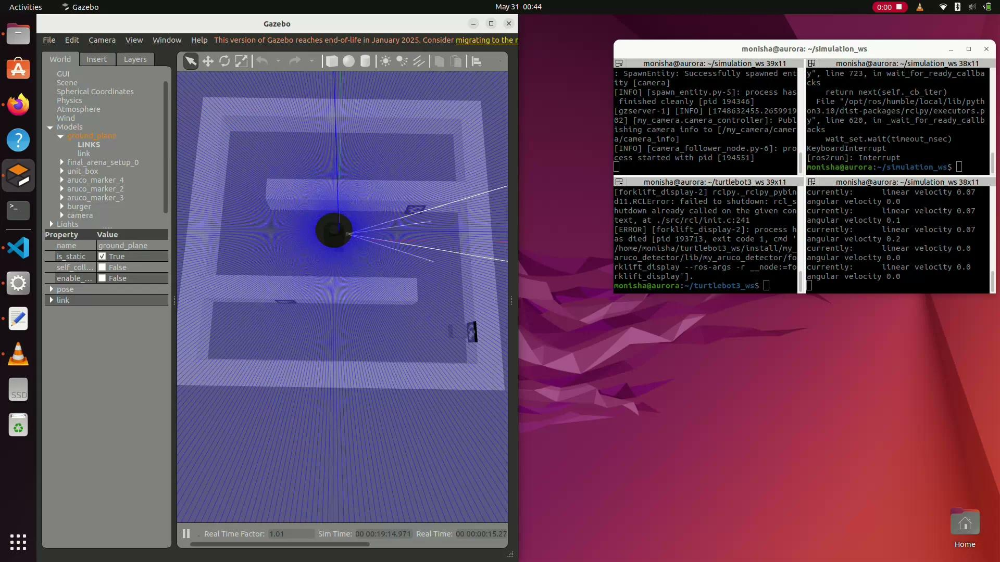 Activities
Gazebo
May 31 00:44
0:00
Gazebo
File Edit Camera View Window Help This version of Gazebo reaches end-of-life in January 2025. Consider migrating to the n
World Insert Layers
GUI
Scene
Spherical Coordinates
Physics
Atmosphere
Wind
Models
ground_plane
LINKS
link
final_arena_setup_0
unit_box
aruco_marker_4
aruco_marker_2
aruco_marker_3
burger
camera
Lights
Property Value
name ground_plane
is_static True
self_coll... False
enable_... False
pose
link
Real Time Factor: 1.01 Sim Time: 00 00:19:14.971 Real Time: 00 00:00:15.27
SSD
monisha@aurora: ~/simulation_ws
monisha@aurora: ~/simulation_ws 39x11
: SpawnEntity: Successfully spawned ent
ity [camera]
[INFO] [spawn_entity.py-5]: process has
 finished cleanly [pid 194346]
[gzserver-1] [INFO] [1748632455.2659919
02] [my_camera.camera_controller]: Publ
ishing camera info to [/my_camera/camer
a/camera_info]
[INFO] [camera_follower_node.py-6]: pro
cess started with pid [194551]
monisha@aurora: ~/simulation_ws 38x11
y", line 723, in wait_for_ready_callba
cks
    return next(self._cb_iter)
  File "/opt/ros/humble/local/lib/pyth
on3.10/dist-packages/rclpy/executors.p
y", line 620, in _wait_for_ready_callb
acks
    wait_set.wait(timeout_nsec)
KeyboardInterrupt
[ros2run]: Interrupt
monisha@aurora:~/simulation_ws$
monisha@aurora: ~/turtlebot3_ws 39x11
[forklift_display-2] rclpy._rclpy_pybin
d11.RCLError: failed to shutdown: rcl_s
hutdown already called on the given con
text, at ./src/rcl/init.c:241
[ERROR] [forklift_display-2]: process h
as died [pid 193713, exit code 1, cmd '
/home/monisha/turtlebot3_ws/install/my_
aruco_detector/lib/my_aruco_detector/fo
rklift_display --ros-args -r __node:=fo
rklift_display'].
monisha@aurora:~/turtlebot3_ws$
monisha@aurora: ~/simulation_ws 38x11
currently:      linear velocity 0.07
angular velocity 0.0
currently:      linear velocity 0.07
angular velocity 0.1
currently:      linear velocity 0.07
angular velocity 0.2
currently:      linear velocity 0.0
angular velocity 0.0
currently:      linear velocity 0.0
angular velocity 0.0
Home